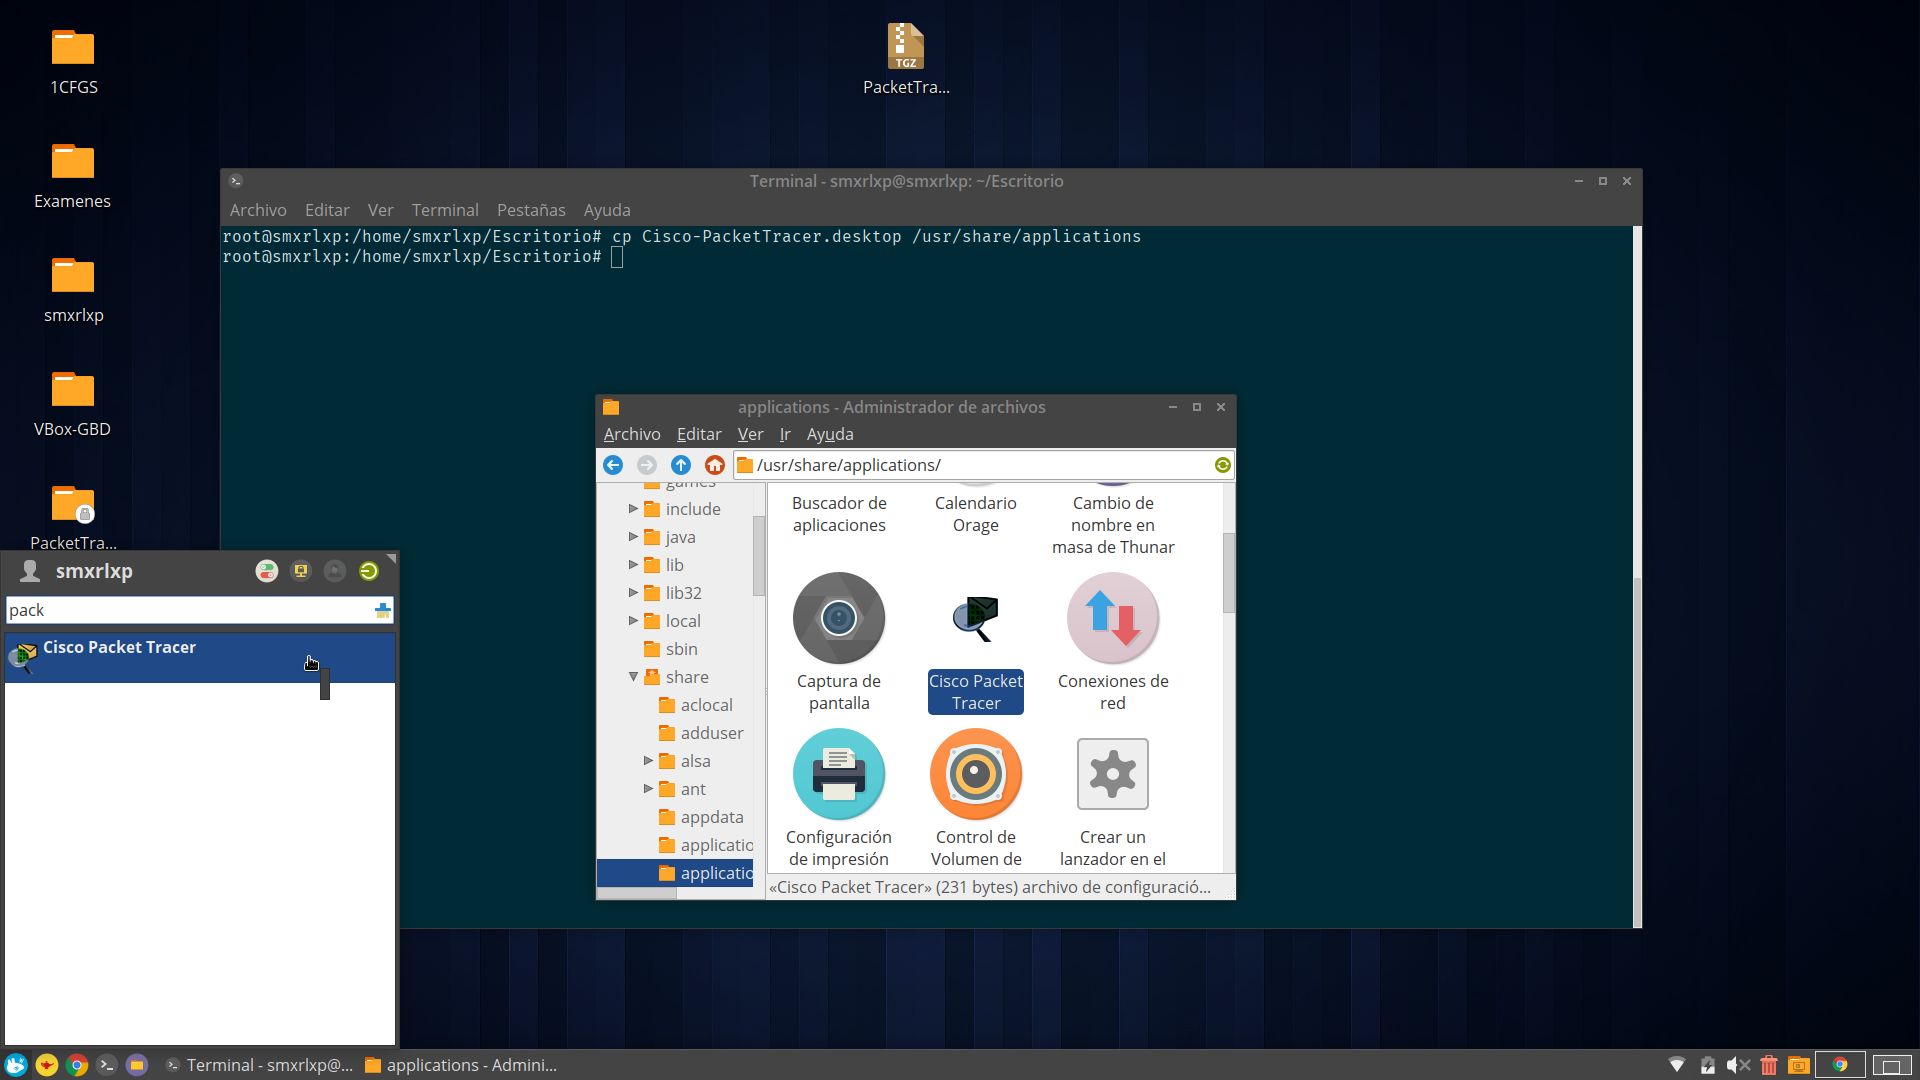 1CFGS
Examenes
smxrlxp
VBox-GBD
PacketTra...
TGZ
PacketTra...
Terminal - smxrlxp@smxrlxp: ~/Escritorio
Archivo Editar Ver Terminal Pestañas Ayuda
root@smxrlxp:/home/smxrlxp/Escritorio# cp Cisco-PacketTracer.desktop /usr/share/applications
root@smxrlxp:/home/smxrlxp/Escritorio#
applications - Administrador de archivos
Archivo Editar Ver Ir Ayuda
/usr/share/applications/
games
include
java
lib
lib32
local
sbin
share
aclocal
adduser
alsa
ant
appdata
applicatio
applicatio
Buscador de
aplicaciones
Calendario
Orage
Cambio de
nombre en
masa de Thunar
Captura de
pantalla
Cisco Packet
Tracer
Conexiones de
red
Configuración
de impresión
Control de
Volumen de
Crear un
lanzador en el
«Cisco Packet Tracer» (231 bytes) archivo de configuració...
smxrlxp
pack
Cisco Packet Tracer
Terminal - smxrlxp@...
applications - Admini...